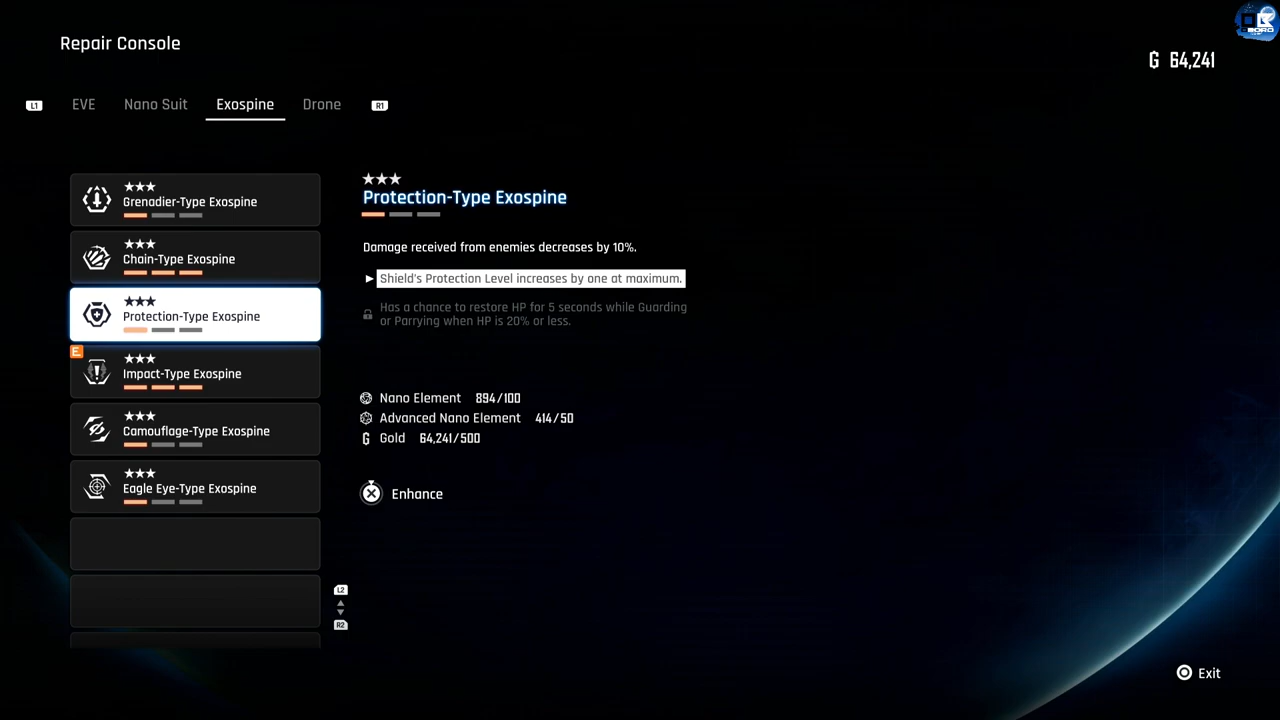 Repair Console
64,241
L1 EVE Nano Suit Exospine Drone R1
★★★
Grenadier-Type Exospine
★★★
Chain-Type Exospine
★★★
Protection-Type Exospine
E
★★★
Impact-Type Exospine
★★★
Camouflage-Type Exospine
★★★
Eagle Eye-Type Exospine
L2
R2
★★★
Protection-Type Exospine
Damage received from enemies decreases by 10%.
Shield's Protection Level increases by one at maximum.
Has a chance to restore HP for 5 seconds while Guarding
or Parrying when HP is 20% or less.
Nano Element 894/100
Advanced Nano Element 414/50
Gold 64,241/500
Enhance
Exit